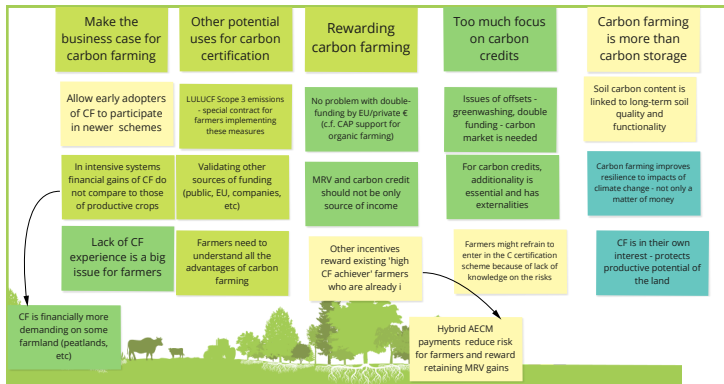 Make the
business case for
carbon farming
Other potential
uses for carbon
certification
Rewarding
carbon farming
Too much focus
on carbon
credits
Carbon farming
is more than
carbon storage
Allow early adopters
of CF to participate
in newer schemes
LULUCF Scope 3 emissions
- special contract for
farmers implementing
these measures
No problem with double-
funding by EU/private €
(c.f. CAP support for
organic farming)
Issues of offsets -
greenwashing, double
funding - carbon
market is needed
Soil carbon content is
linked to long-term soil
quality and
functionality
In intensive systems
financial gains of CF do
not compare to those
of productive crops
Validating other
sources of funding
(public, EU, companies,
etc)
MRV and carbon credit
should not be only
source of income
For carbon credits,
additionality is
essential and has
externalities
Carbon farming improves
resilience to impacts of
climate change - not only a
matter of money
Lack of CF
experience is a big
issue for farmers
Farmers need to
understand all the
advantages of carbon
farming
Other incentives
reward existing 'high
CF achiever' farmers
who are already i
Farmers might refrain to
enter in the C certification
scheme because of lack of
knowledge on the risks
CF is in their own
interest - protects
productive potential of
the land
CF is financially more
demanding on some
farmland (peatlands,
etc)
Hybrid AECM
payments reduce risk
for farmers and reward
retaining MRV gains